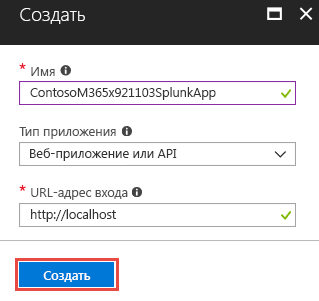 Создать
* Имя
ContosoM365x921103SplunkApp
Тип приложения
Веб-приложение или API
* URL-адрес входа
http://localhost
Создать